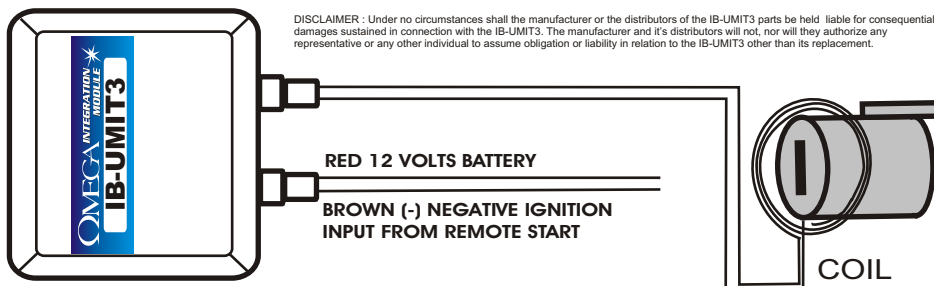 DISCLAIMER : Under no circumstances shall the manufacturer or the distributors of the IB-UMIT3 parts be held liable for consequential
damages sustained in connection with the IB-UMIT3. The manufacturer and it's distributors will not, nor will they authorize any
representative or any other individual to assume obligation or liability in relation to the IB-UMIT3 other than its replacement.
OMEGA INTEGRATION
MODULE
IB-UMIT3
RED 12 VOLTS BATTERY
BROWN (-) NEGATIVE IGNITION
INPUT FROM REMOTE START
COIL